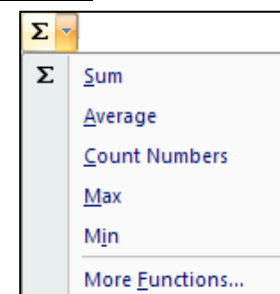 Σ
Σ Sum
Average
Count Numbers
Max
Min
More Functions...